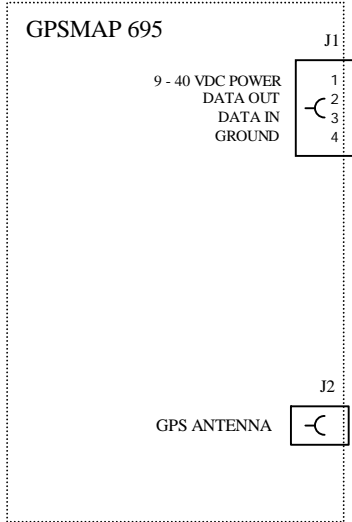 GPSMAP 695
J1
9 - 40 VDC POWER 1
DATA OUT 2
DATA IN 3
GROUND 4
J2
GPS ANTENNA